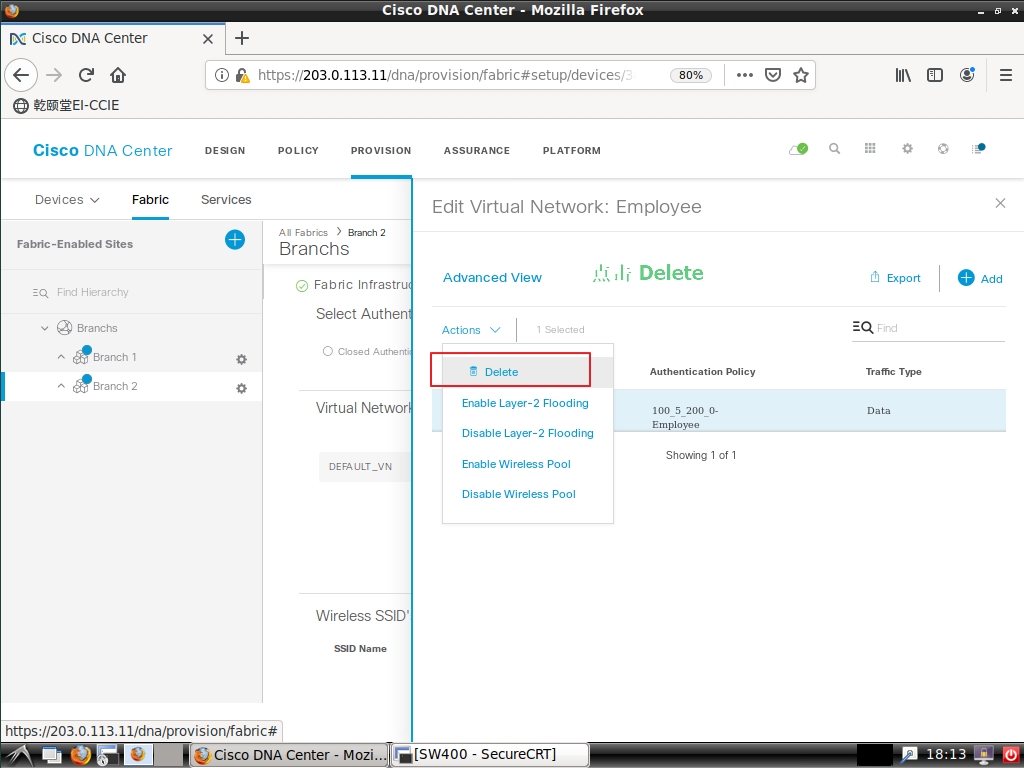 Cisco DNA Center - Mozilla Firefox
Cisco DNA Center
https://203.0.113.11/dna/provision/fabric#setup/devices/3
80%
乾颐堂EI-CCIE
Cisco DNA Center
DESIGN
POLICY
PROVISION
ASSURANCE
PLATFORM
Devices
Fabric
Services
Fabric-Enabled Sites
Find Hierarchy
Branchs
Branch 1
Branch 2
All Fabrics > Branch 2
Branchs
Fabric Infrastruc
Select Authent
Closed Authentic
Virtual Network
DEFAULT_VN
Wireless SSID'
SSID Name
Edit Virtual Network: Employee
Advanced View
Delete
Export
Add
Actions
1 Selected
Find
Delete
Enable Layer-2 Flooding
Disable Layer-2 Flooding
Enable Wireless Pool
Disable Wireless Pool
Authentication Policy
Traffic Type
100_5_200_0-
Employee
Data
Showing 1 of 1
https://203.0.113.11/dna/provision/fabric#
Cisco DNA Center - Mozi...
[SW400 - SecureCRT]
18:13